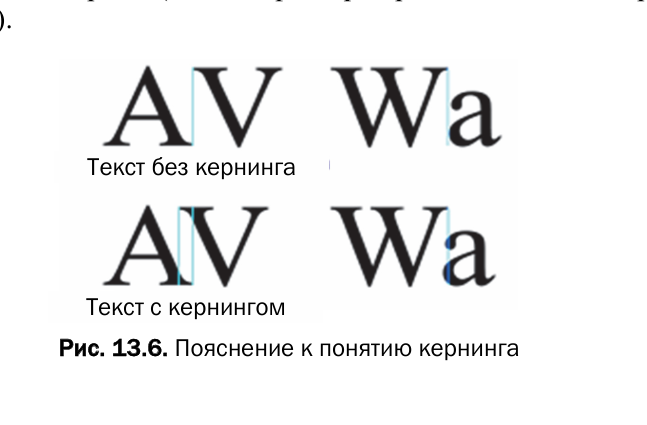 ).
AV Wa
Текст без кернинга
AV Wa
Текст с кернингом
Рис. 13.6. Пояснение к понятию кернинга